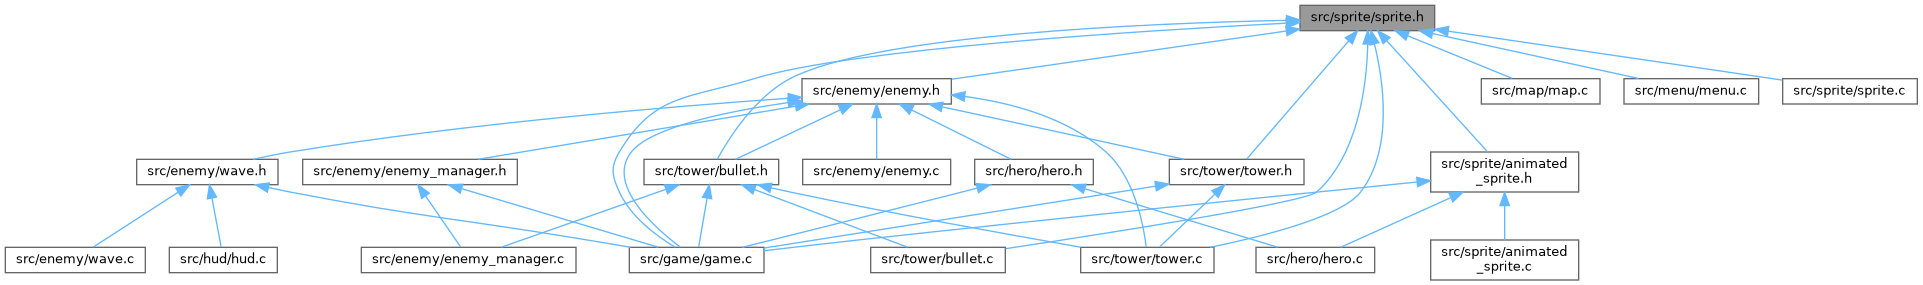 src/sprite/sprite.h
src/enemy/enemy.h
src/map/map.c
src/menu/menu.c
src/sprite/sprite.c
src/enemy/wave.h
src/enemy/enemy_manager.h
src/tower/bullet.h
src/enemy/enemy.c
src/hero/hero.h
src/tower/tower.h
src/sprite/animated
_sprite.h
src/enemy/wave.c
src/hud/hud.c
src/enemy/enemy_manager.c
src/game/game.c
src/tower/bullet.c
src/tower/tower.c
src/hero/hero.c
src/sprite/animated
_sprite.c